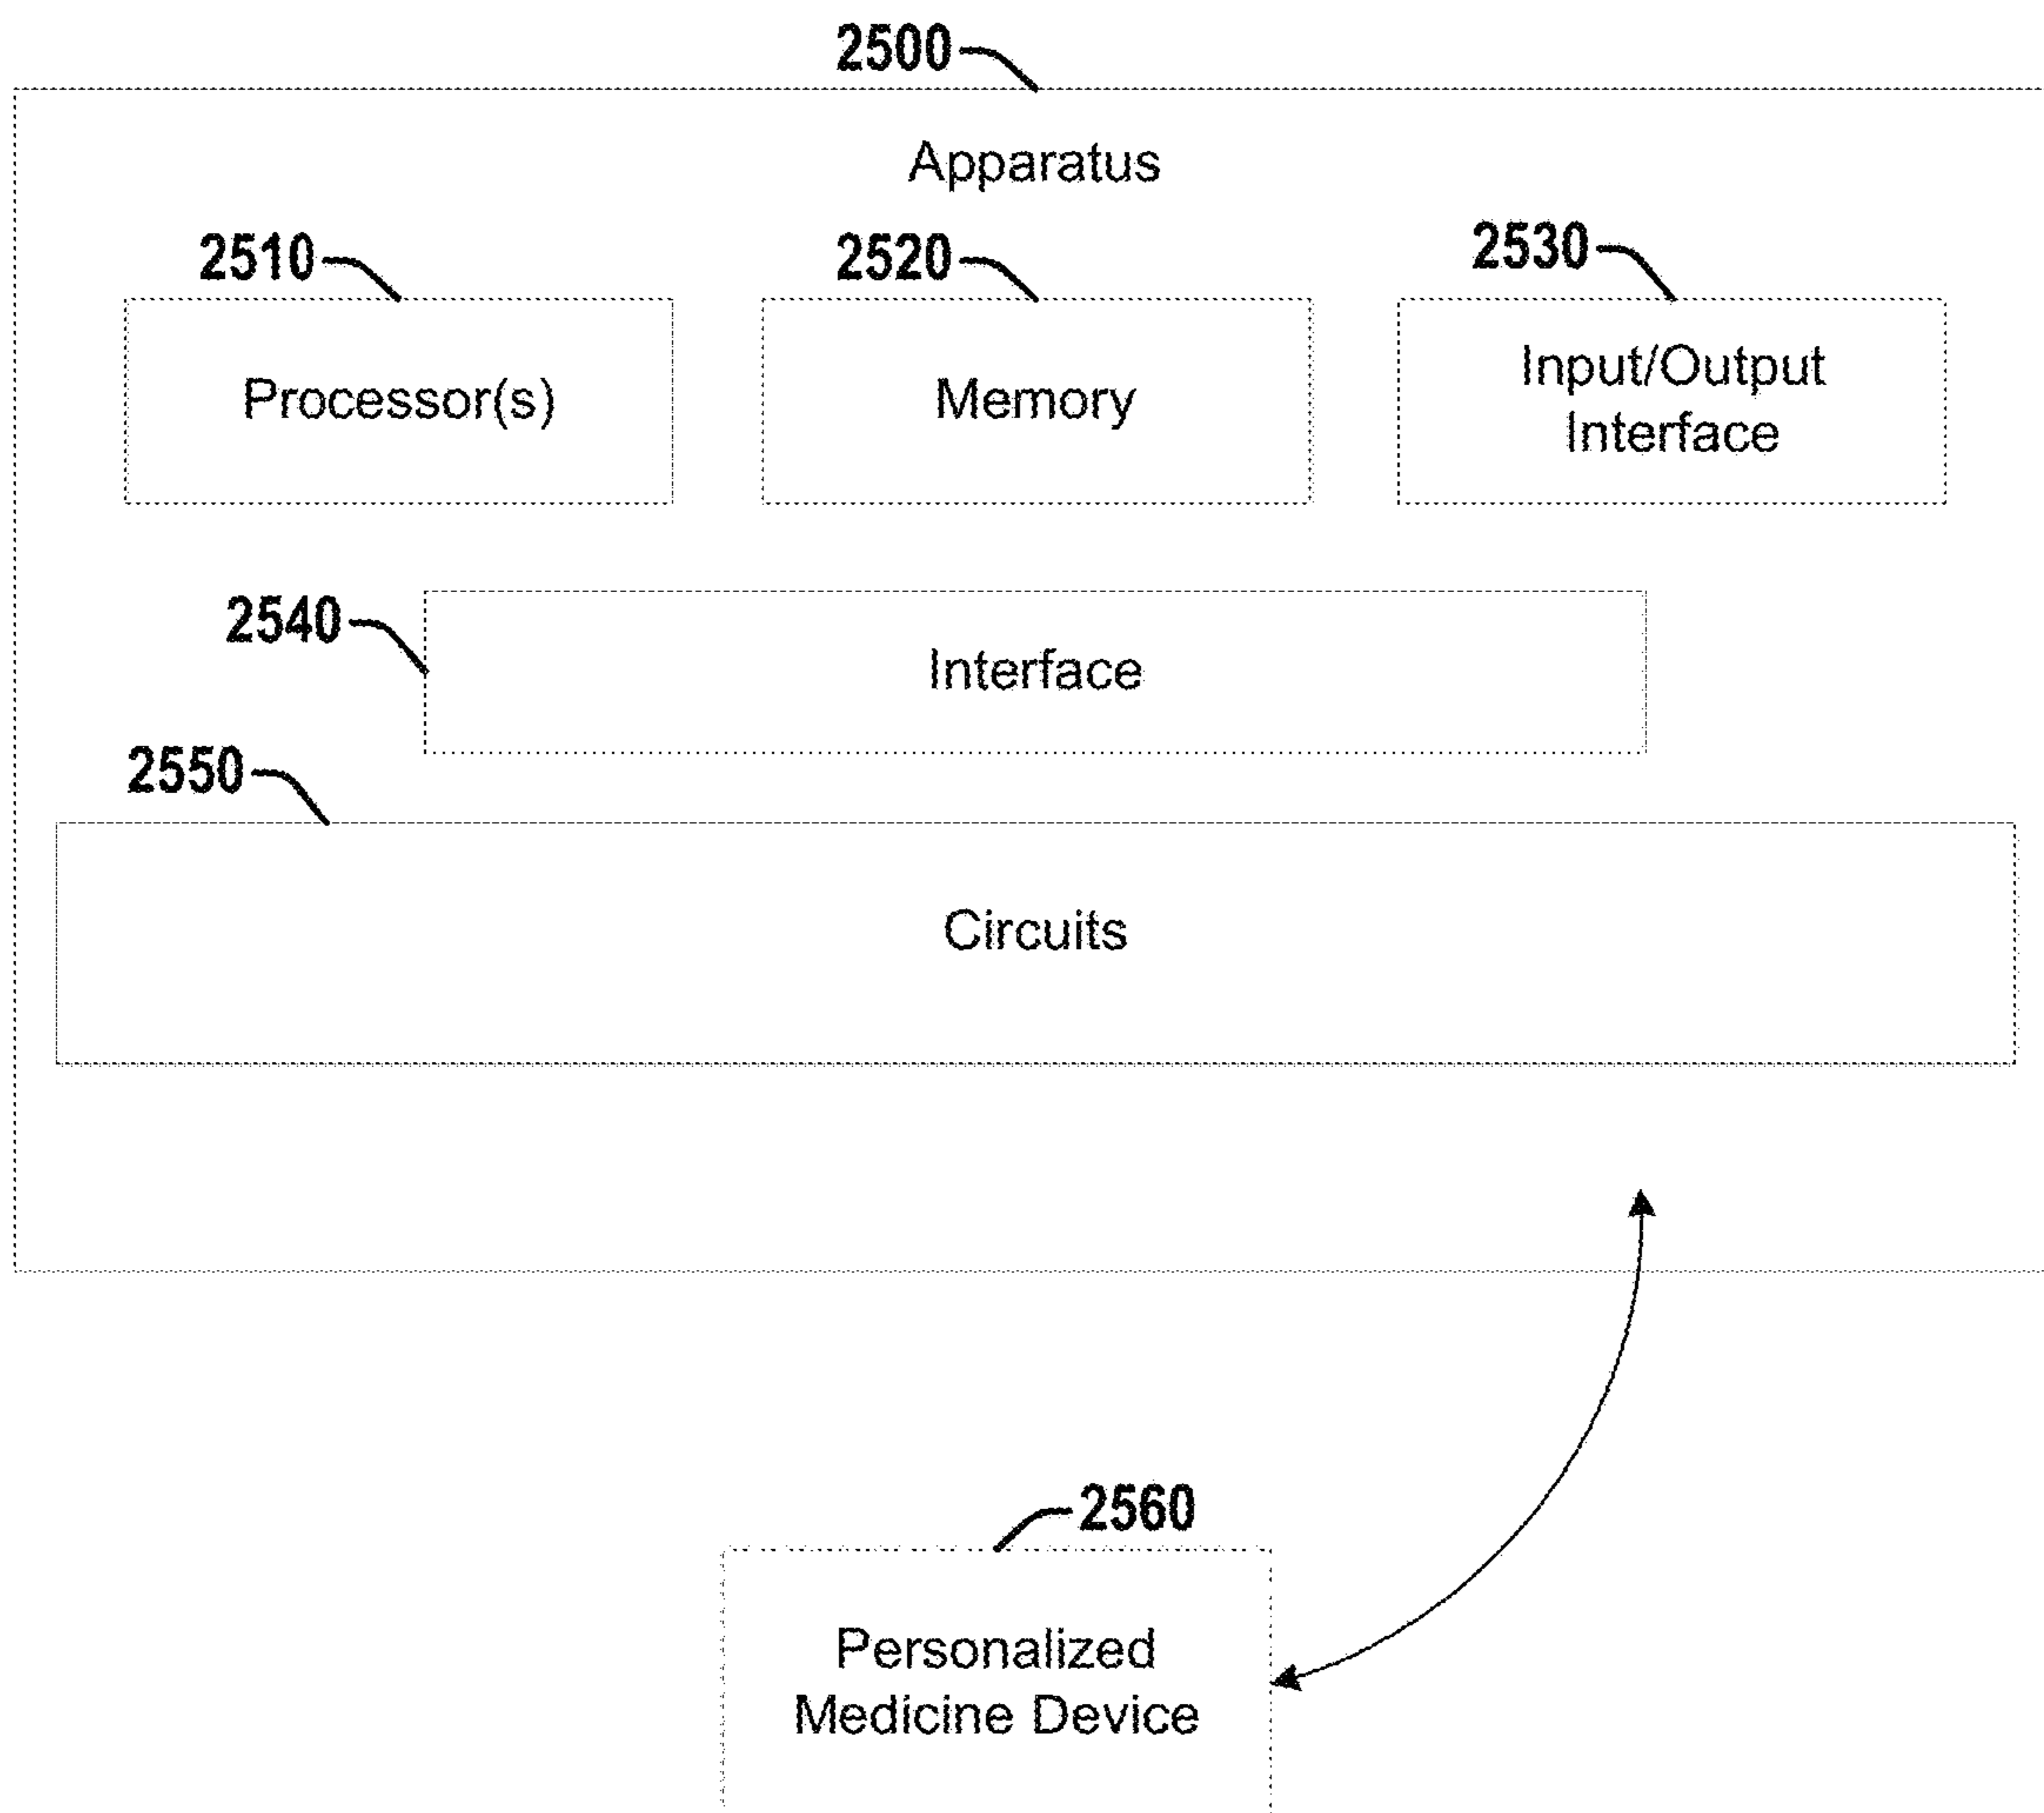 2500
Apparatus
2510
2520
2530
Processor(s)
Memory
Input/Output
Interface
2540
Interface
2550
Circuits
2560
Personalized
Medicine Device